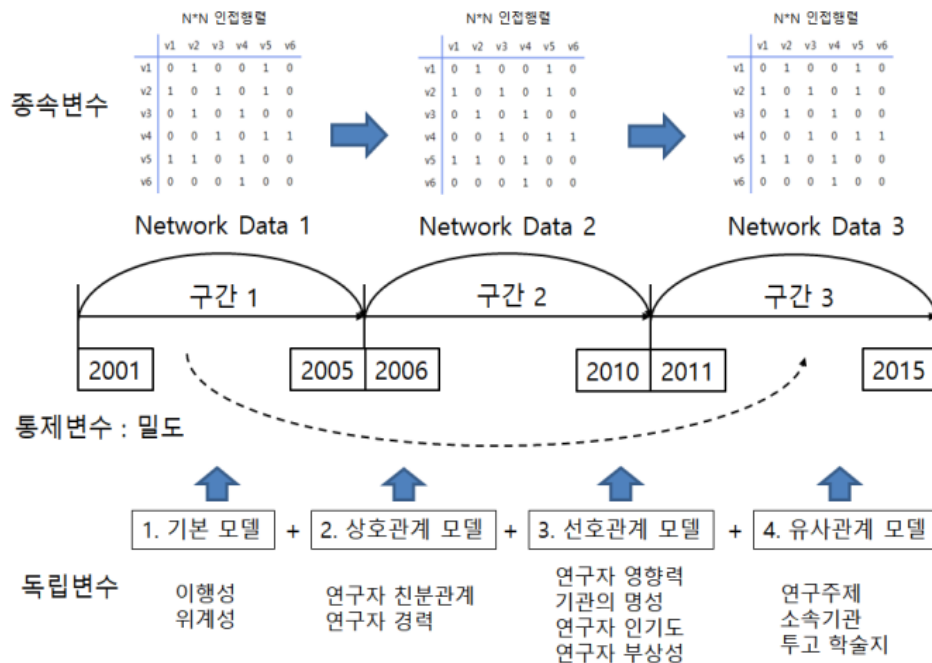 N*N 인접행렬 N*N 인접행렬 N*N 인접행렬
v1 v2 v3 v4 v5 v6 v1 v2 v3 v4 v5 v6 v1 v2 v3 v4 v5 v6
v1 0 1 0 0 1 0 v1 0 1 0 0 1 0 v1 0 1 0 0 1 0
v2 1 0 1 0 1 0 v2 1 0 1 0 1 0 v2 1 0 1 0 1 0
종속변수
v3 0 1 0 1 0 0 v3 0 1 0 1 0 0 v3 0 1 0 1 0 0
v4 0 0 1 0 1 1 v4 0 0 1 0 1 1 v4 0 0 1 0 1 1
v5 1 1 0 1 0 0 v5 1 1 0 1 0 0 v5 1 1 0 1 0 0
v6 0 0 0 1 0 0 v6 0 0 0 1 0 0 v6 0 0 0 1 0 0
Network Data 1 Network Data 2 Network Data 3
구간 1 구간 2 구간 3
2001 2005 2006 2010 2011 2015
통제변수 : 밀도
1. 기본 모델 + 2. 상호관계 모델 + 3. 선호관계 모델 + 4. 유사관계 모델
독립변수
이행성
위계성
연구자 친분관계
연구자 경력
연구자 영향력
기관의 명성
연구자 인기도
연구자 부상성
연구주제
소속기관
투고 학술지